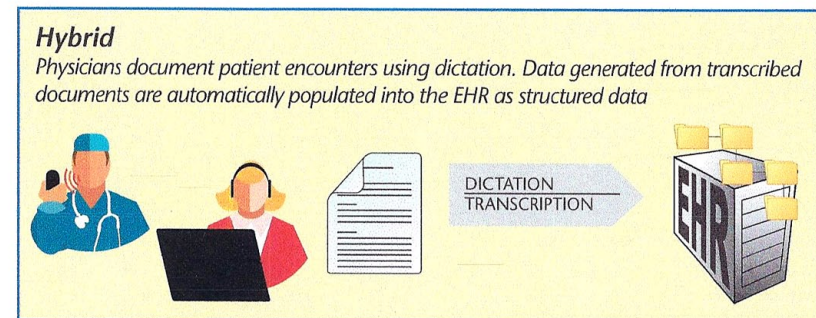 Hybrid
Physicians document patient encounters using dictation. Data generated from transcribed
documents are automatically populated into the EHR as structured data
DICTATION
TRANSCRIPTION
EHR